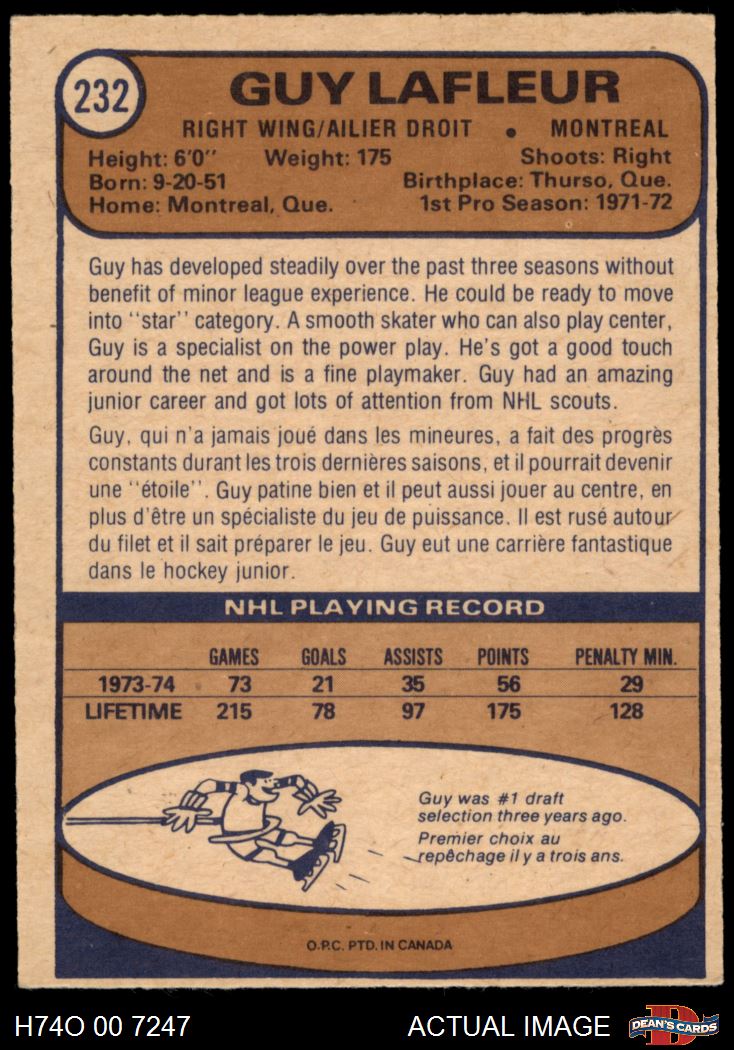 232
GUY LAFLEUR
RIGHT WING/AILIER DROIT • MONTREAL
Height: 6'0'' Weight: 175 Shoots: Right
Born: 9-20-51 Birthplace: Thurso, Que.
Home: Montreal, Que. 1st Pro Season: 1971-72
Guy has developed steadily over the past three seasons without
benefit of minor league experience. He could be ready to move
into ''star'' category. A smooth skater who can also play center,
Guy is a specialist on the power play. He's got a good touch
around the net and is a fine playmaker. Guy had an amazing
junior career and got lots of attention from NHL scouts.
Guy, qui n'a jamais joué dans les mineures, a fait des progrès
constants durant les trois dernières saisons, et il pourrait devenir
une ''étoile''. Guy patine bien et il peut aussi jouer au centre, en
plus d'être un spécialiste du jeu de puissance. Il est rusé autour
du filet et il sait préparer le jeu. Guy eut une carrière fantastique
dans le hockey junior.
NHL PLAYING RECORD
GAMES GOALS ASSISTS POINTS PENALTY MIN.
1973-74 73 21 35 56 29
LIFETIME 215 78 97 175 128
Guy was #1 draft
selection three years ago.
Premier choix au
repêchage il y a trois ans.
O.P.C. PTD. IN CANADA
H74O 00 7247 ACTUAL IMAGE DEAN'S CARDS